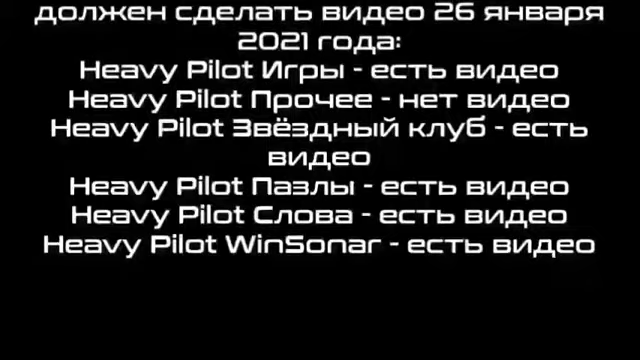 должен сделать видео 26 января
2021 года:
Heavy Pilot Игры - есть видео
Heavy Pilot Прочее - нет видео
Heavy Pilot Звёздный клуб - есть
видео
Heavy Pilot Пазлы - есть видео
Heavy Pilot Слова - есть видео
Heavy Pilot WinSonar - есть видео